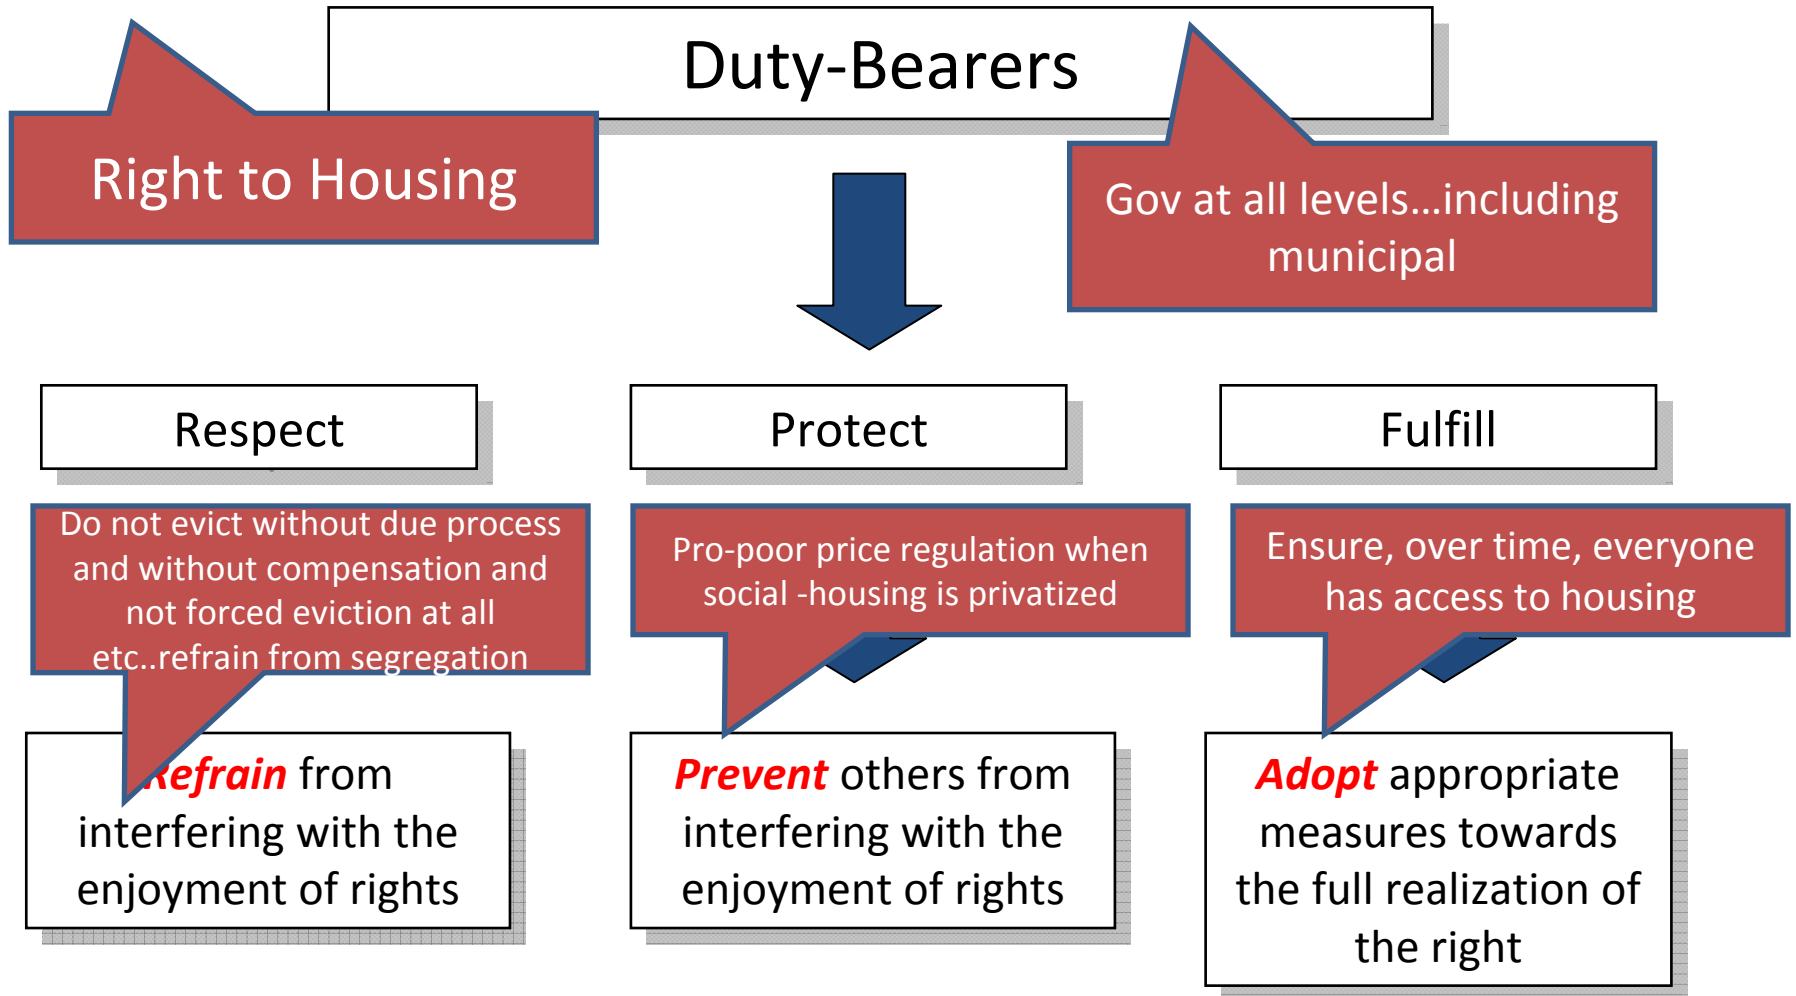 Duty-Bearers
Right to Housing
Gov at all levels...including
municipal
Respect
Protect
Fulfill
Do not evict without due process
and without compensation and
not forced eviction at all
etc..refrain from segregation
Pro-poor price regulation when
social -housing is privatized
Ensure, over time, everyone
has access to housing
Refrain from
interfering with the
enjoyment of rights
Prevent others from
interfering with the
enjoyment of rights
Adopt appropriate
measures towards
the full realization of
the right